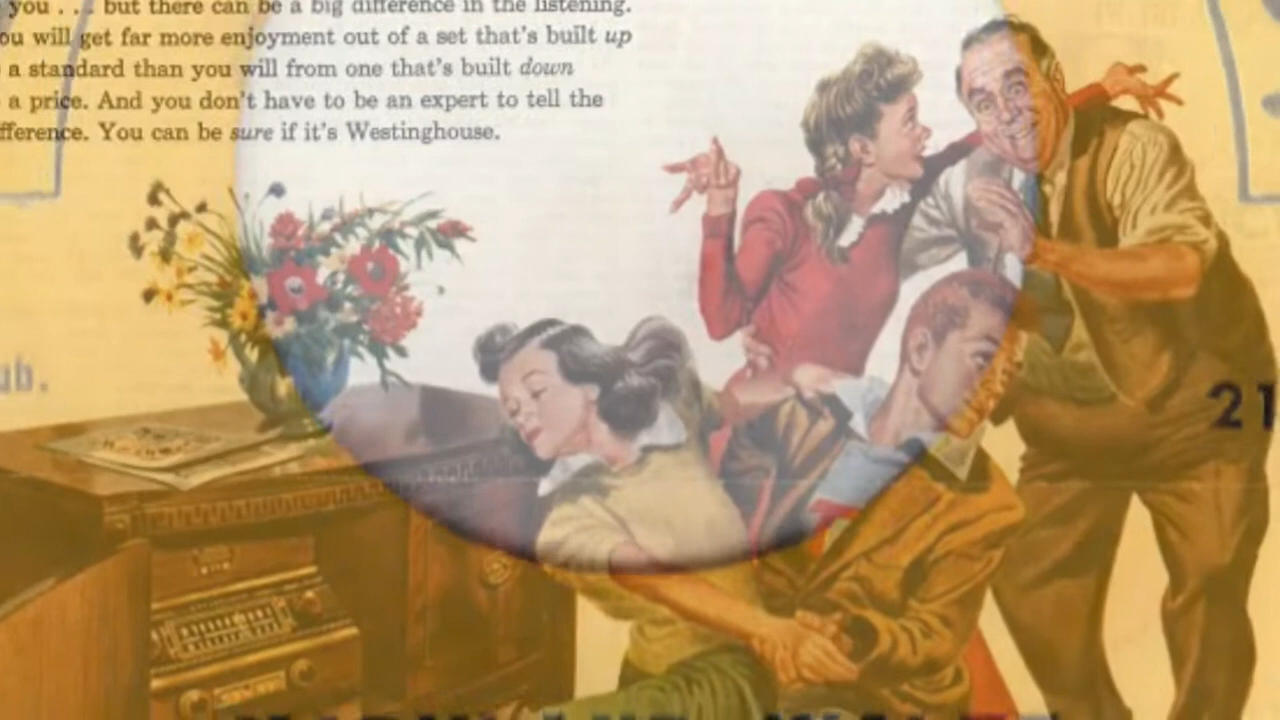 you . . . but there can be a big difference in the listening.
ou will get far more enjoyment out of a set that's built up
a standard than you will from one that's built down
a price. And you don't have to be an expert to tell the
fference. You can be sure if it's Westinghouse.
ub.
21